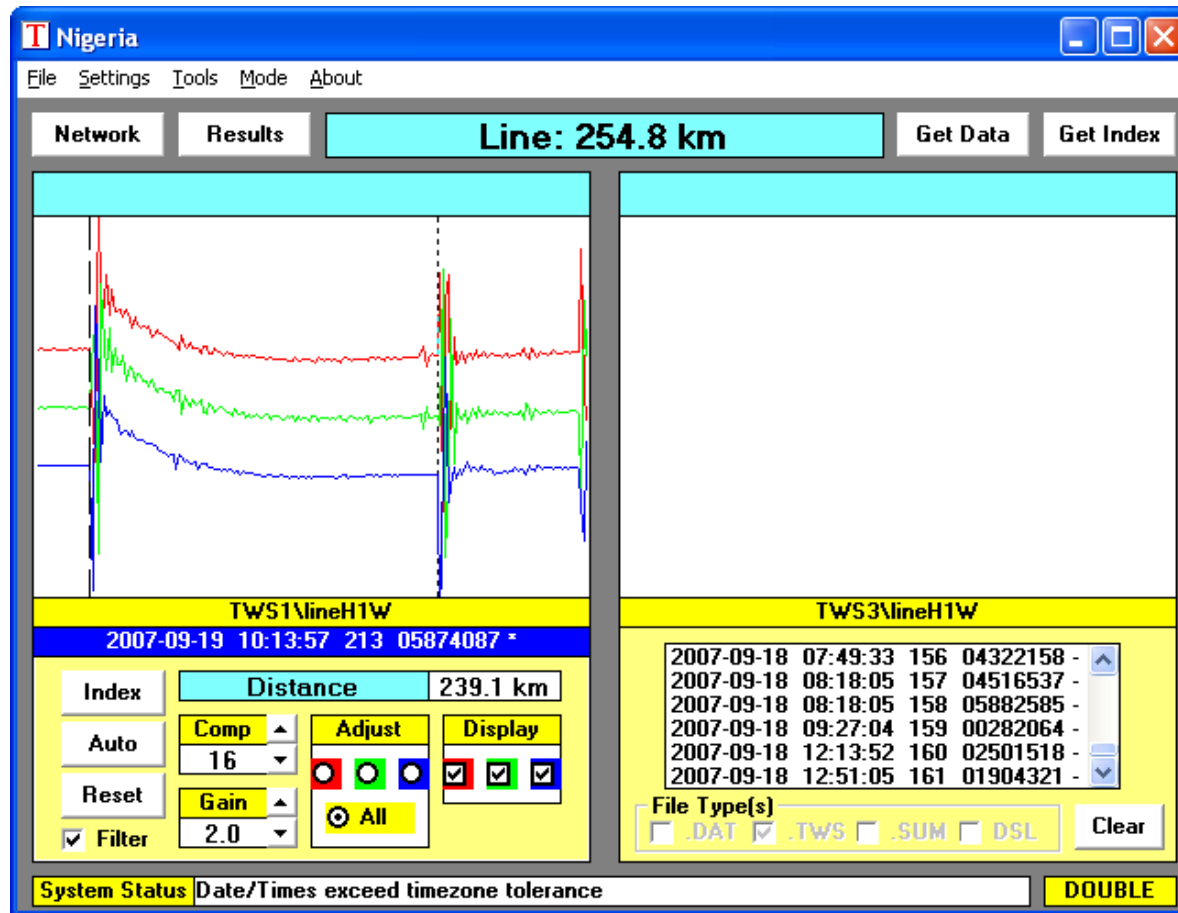 T Nigeria
File Settings Tools Mode About
Network Results Line: 254.8 km Get Data Get Index
TWS1\lineH1W
2007-09-19 10:13:57 213 05874087 *
Index Distance 239.1 km
Auto Comp Adjust Display
16
Reset
Gain All
Filter 2.0
TWS3\lineH1W
2007-09-18 07:49:33 156 04322158 -
2007-09-18 08:18:05 157 04516537 -
2007-09-18 08:18:05 158 05882585 -
2007-09-18 09:27:04 159 00282064 -
2007-09-18 12:13:52 160 02501518 -
2007-09-18 12:51:05 161 01904321 -
File Type(s)
.DAT .TWS .SUM DSL Clear
System Status Date/Times exceed timezone tolerance DOUBLE